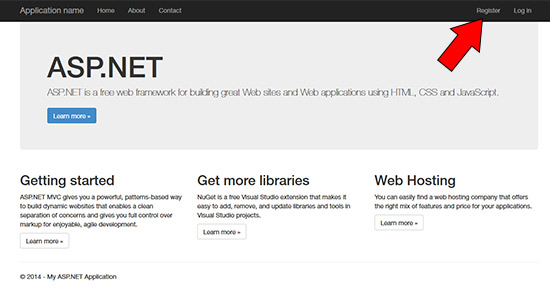 Application name Home About Contact Register Log in
ASP.NET
ASP.NET is a free web framework for building great Web sites and Web applications using HTML, CSS and JavaScript.
Learn more »
Getting started
ASP.NET MVC gives you a powerful, patterns-based way
to build dynamic websites that enables a clean
separation of concerns and gives you full control over
markup for enjoyable, agile development.
Learn more »
Get more libraries
NuGet is a free Visual Studio extension that makes it
easy to add, remove, and update libraries and tools in
Visual Studio projects.
Learn more »
Web Hosting
You can easily find a web hosting company that offers
the right mix of features and price for your applications.
Learn more »
© 2014 - My ASP.NET Application